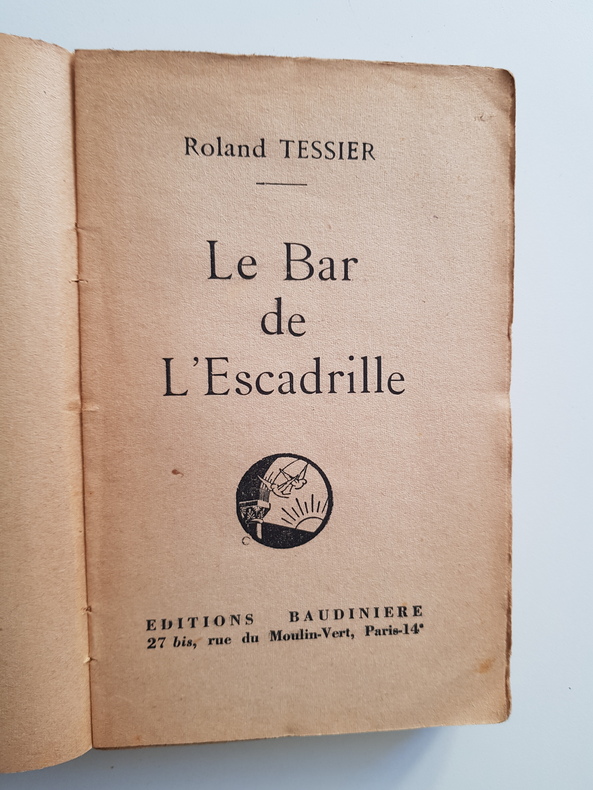 Roland TESSIER
Le Bar
de
L'Escadrille
EDITIONS BAUDINIERE
27 bis, rue du Moulin-Vert, Paris-14e